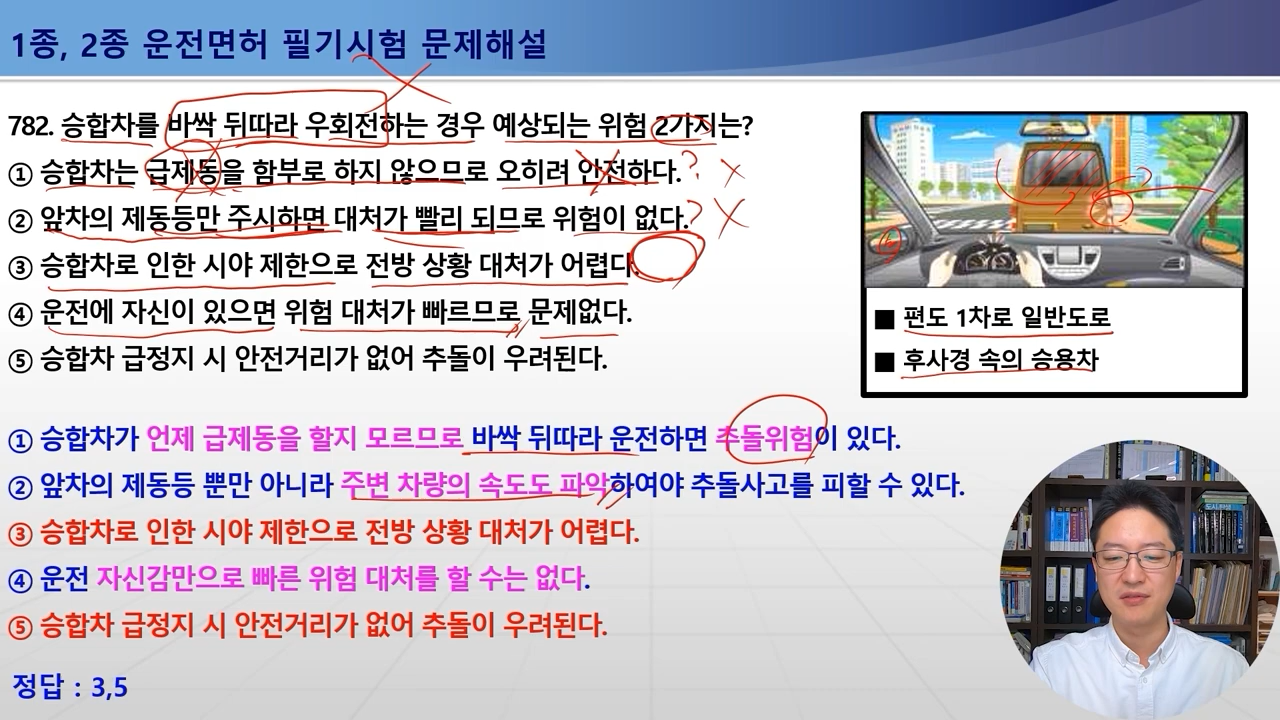 1종, 2종 운전면허 필기시험 문제해설
782. 승합차를 바싹 뒤따라 우회전하는 경우 예상되는 위험 2가지는?
① 승합차는 급제동을 함부로 하지 않으므로 오히려 안전하다.
② 앞차의 제동등만 주시하면 대처가 빨리 되므로 위험이 없다.
③ 승합차로 인한 시야 제한으로 전방 상황 대처가 어렵다.
④ 운전에 자신이 있으면 위험 대처가 빠르므로 문제없다.
⑤ 승합차 급정지 시 안전거리가 없어 추돌이 우려된다.
■ 편도 1차로 일반도로
■ 후사경 속의 승용차
① 승합차가 언제 급제동을 할지 모르므로 바싹 뒤따라 운전하면 추돌위험이 있다.
② 앞차의 제동등 뿐만 아니라 주변 차량의 속도도 파악하여야 추돌사고를 피할 수 있다.
③ 승합차로 인한 시야 제한으로 전방 상황 대처가 어렵다.
④ 운전 자신감만으로 빠른 위험 대처를 할 수는 없다.
⑤ 승합차 급정지 시 안전거리가 없어 추돌이 우려된다.
정답 : 3,5